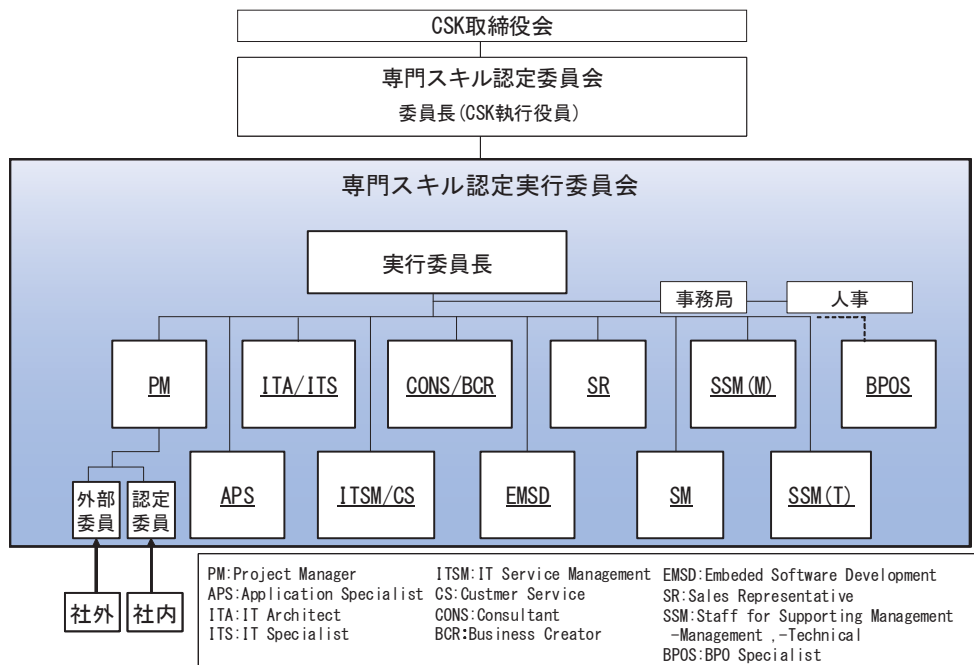 CSK取締役会
専門スキル認定委員会
委員長(CSK執行役員)
専門スキル認定実行委員会
実行委員長
事務局
人事
PM
ITA/ITS
CONS/BCR
SR
SSM(M)
BPOS
外部
委員
認定
委員
APS
ITSM/CS
EMSD
SM
SSM(T)
社外
社内
PM:Project Manager
APS:Application Specialist
ITA:IT Architect
ITS:IT Specialist
ITSM:IT Service Management
CS:Custmer Service
CONS:Consultant
BCR:Business Creator
EMSD:Embeded Software Development
SR:Sales Representative
SSM:Staff for Supporting Management
-Management ,-Technical
BPOS:BPO Specialist